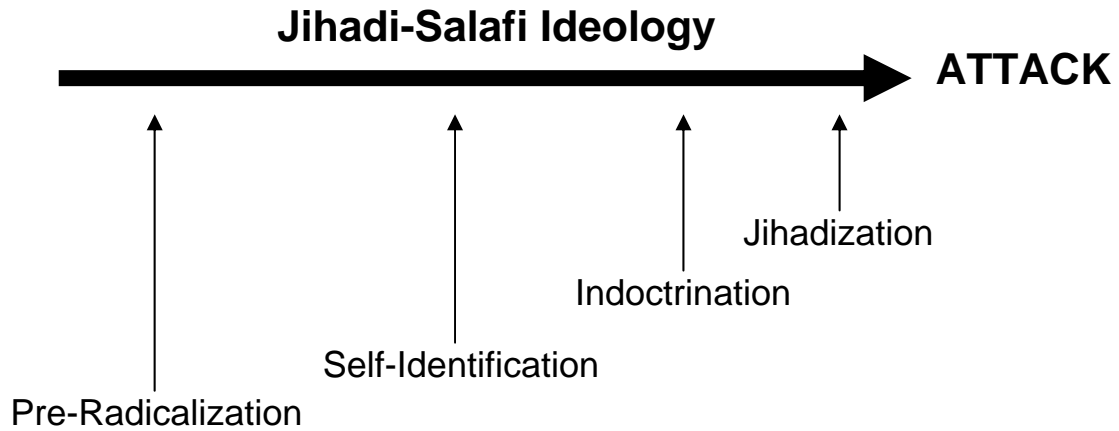 Jihadi-Salafi Ideology
ATTACK
Jihadization
Indoctrination
Self-Identification
Pre-Radicalization